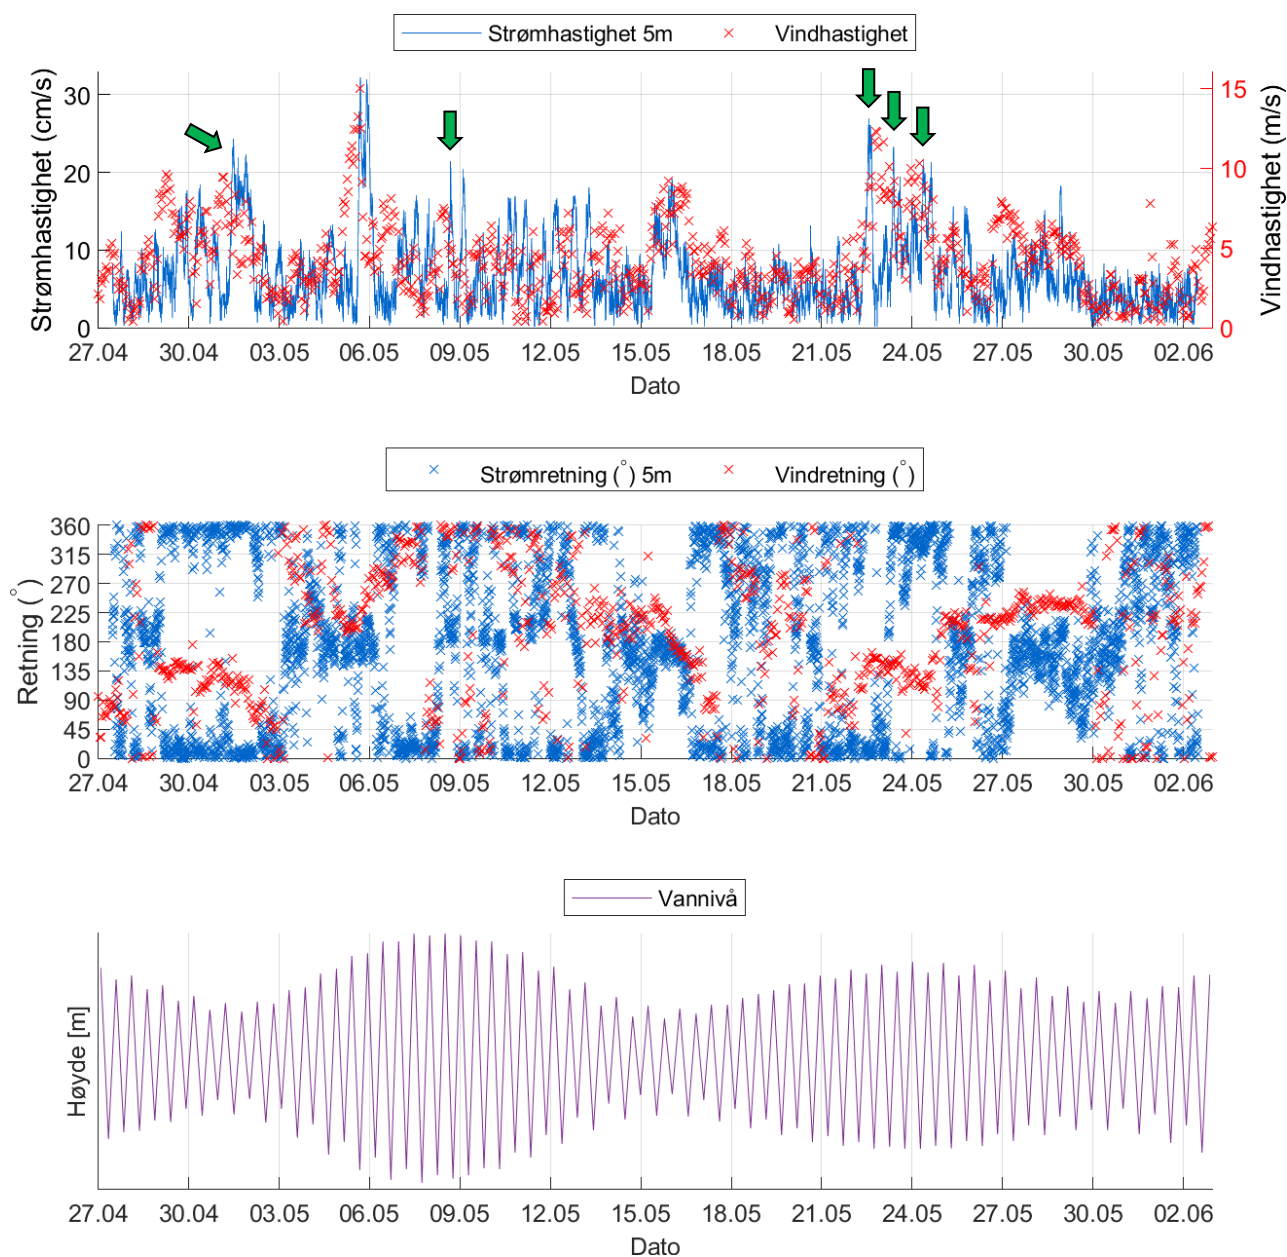 Strømhastighet 5m Vindhastighet
Strømhastighet (cm/s)
30
20
10
0
15
10
5
0
Vindhastighet (m/s)
27.04 30.04 03.05 06.05 09.05 12.05 15.05 18.05 21.05 24.05 27.05 30.05 02.06
Dato
Strømretning (°) 5m Vindretning (°)
Retning (°)
360
315
270
225
180
135
90
45
0
27.04 30.04 03.05 06.05 09.05 12.05 15.05 18.05 21.05 24.05 27.05 30.05 02.06
Dato
Vannivå
Høyde [m]
27.04 30.04 03.05 06.05 09.05 12.05 15.05 18.05 21.05 24.05 27.05 30.05 02.06
Dato